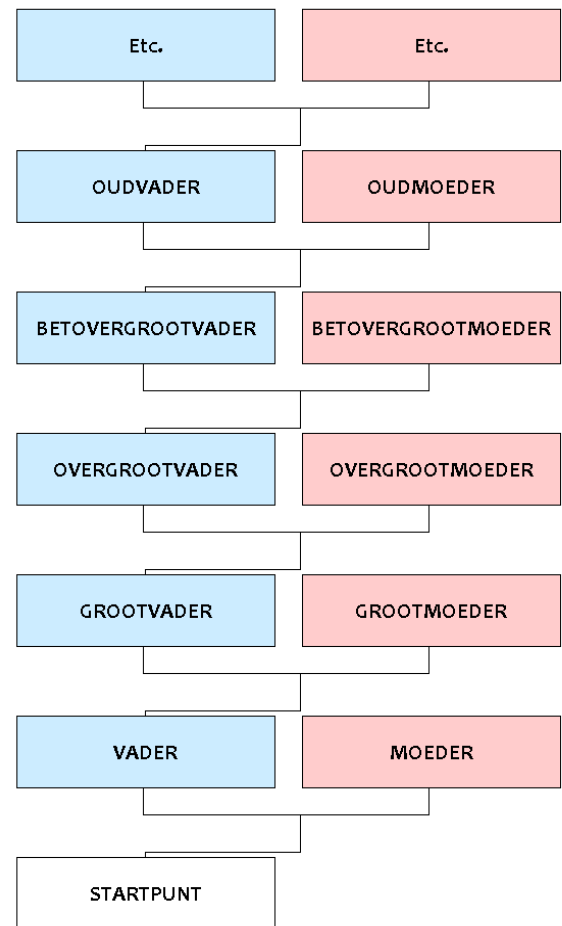 Etc.
Etc.
OUDVADER
OUDMOEDER
BETOVERGROOTVADER
BETOVERGROOTMOEDER
OVERGROOTVADER
OVERGROOTMOEDER
GROOTVADER
GROOTMOEDER
VADER
MOEDER
STARTPUNT